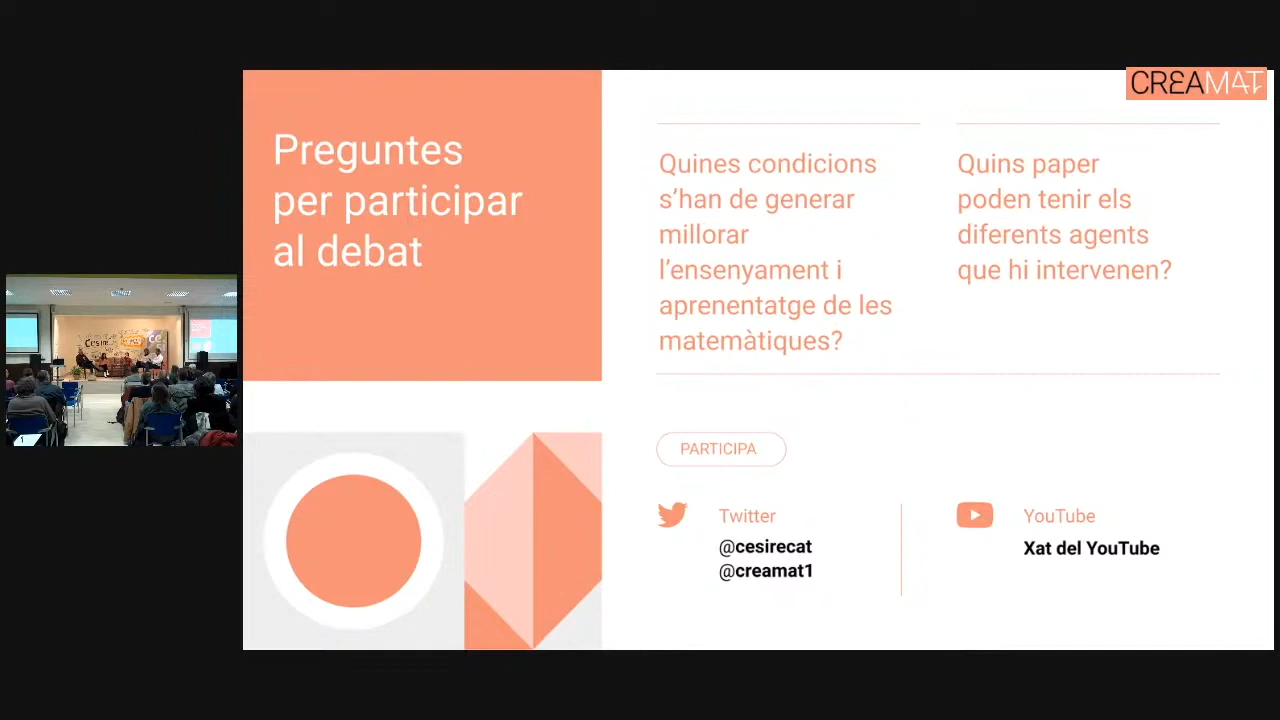 CREAMAT
Preguntes
per participar
al debat
Quines condicions
s’han de generar
millorar
l’ensenyament i
aprenentatge de les
matemàtiques?
Quins paper
poden tenir els
diferents agents
que hi intervenen?
PARTICIPA
Twitter
@cesirecat
@creamat1
YouTube
Xat del YouTube
Cesire